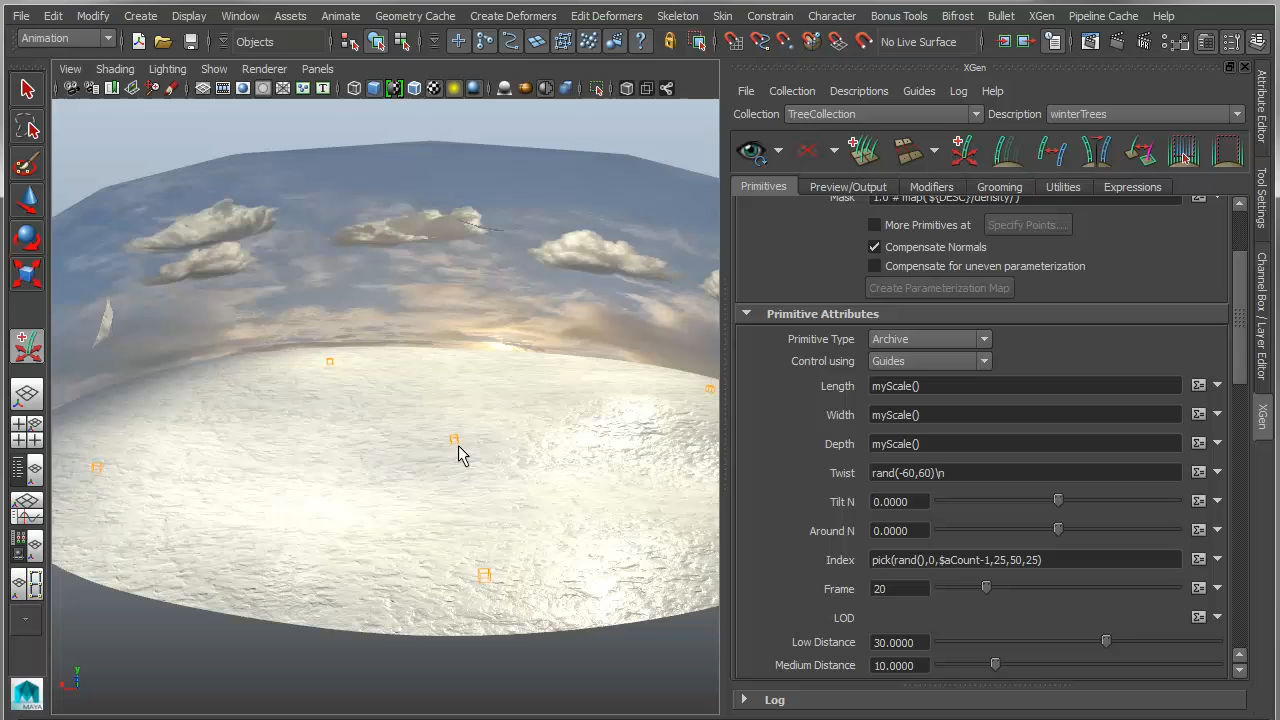 File Edit Modify Create Display Window Assets Animate Geometry Cache Create Deformers Edit Deformers Skeleton Skin Constrain Character Bonus Tools Bifrost Bullet XGen Pipeline Cache Help
Animation Objects No Live Surface
View Shading Lighting Show Renderer Panels
XGen
File Collection Descriptions Guides Log Help
Collection TreeCollection Description winterTrees
Primitives Preview/Output Modifiers Grooming Utilities Expressions
Mask 1.0 # map('${DESC}/density/')
More Primitives at Specify Points...
Compensate Normals
Compensate for uneven parameterization
Create Parameterization Map
Primitive Attributes
Primitive Type Archive
Control using Guides
Length myScale()
Width myScale()
Depth myScale()
Twist rand(-60,60)\n
Tilt N 0.0000
Around N 0.0000
Index pick(rand(),0,$aCount-1,25,50,25)
Frame 20
LOD
Low Distance 30.0000
Medium Distance 10.0000
Log
Attribute Editor
Tool Settings
Channel Box / Layer Editor
XGen
y
MAYA